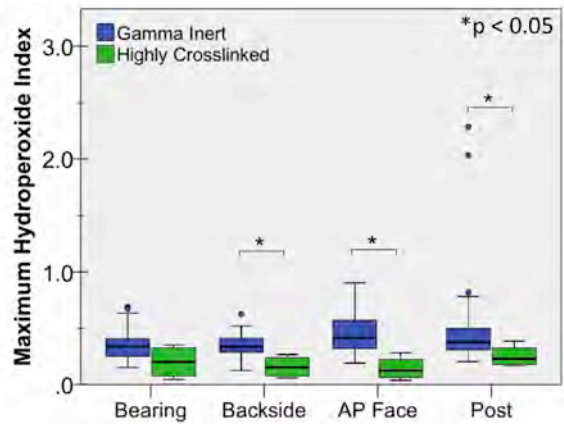 *p < 0.05
Gamma Inert
Highly Crosslinked
Maximum Hydroperoxide Index
3.0
2.0
1.0
.0
*
*
*
Bearing Backside AP Face Post